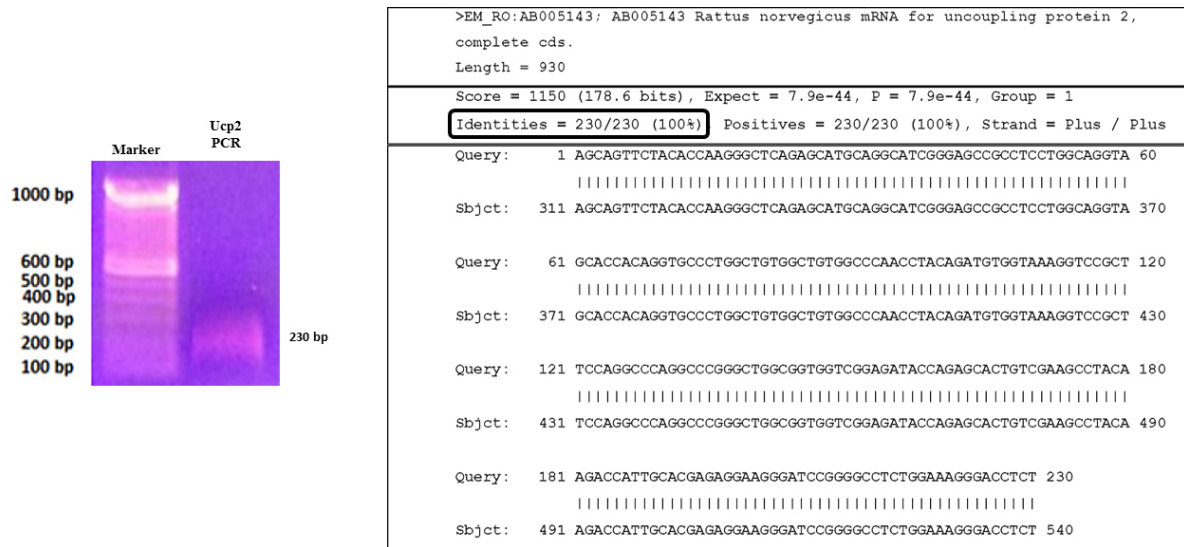 Marker
Ucp2
PCR
1000 bp
600 bp
500 bp
400 bp
300 bp
200 bp
100 bp
230 bp
>EM_RO:AB005143; AB005143 Rattus norvegicus mRNA for uncoupling protein 2,
complete cds.
Length = 930
Score = 1150 (178.6 bits), Expect = 7.9e-44, P = 7.9e-44, Group = 1
Identities = 230/230 (100%) Positives = 230/230 (100%), Strand = Plus / Plus
Query: 1 AGCAGTTCTACACCAAGGGCTCAGAGCATGCAGGCATCGGGAGCCGCCTCCTGGCAGGTA 60
||||||||||||||||||||||||||||||||||||||||||||||||||||||||||||
Sbjct: 311 AGCAGTTCTACACCAAGGGCTCAGAGCATGCAGGCATCGGGAGCCGCCTCCTGGCAGGTA 370
Query: 61 GCACCACAGGTGCCCTGGCTGTGGCTGTGGCCCAACCTACAGATGTGGTAAAGGTCCGCT 120
||||||||||||||||||||||||||||||||||||||||||||||||||||||||||||
Sbjct: 371 GCACCACAGGTGCCCTGGCTGTGGCTGTGGCCCAACCTACAGATGTGGTAAAGGTCCGCT 430
Query: 121 TCCAGGCCCAGGCCCGGGCTGGCGGTGGTCGGAGATACCAGAGCACTGTCGAAGCCTACA 180
||||||||||||||||||||||||||||||||||||||||||||||||||||||||||||
Sbjct: 431 TCCAGGCCCAGGCCCGGGCTGGCGGTGGTCGGAGATACCAGAGCACTGTCGAAGCCTACA 490
Query: 181 AGACCATTGCACGAGAGGAAGGGATCCGGGGCCTCTGGAAAGGGACCTCT 230
||||||||||||||||||||||||||||||||||||||||||||||||||
Sbjct: 491 AGACCATTGCACGAGAGGAAGGGATCCGGGGCCTCTGGAAAGGGACCTCT 540